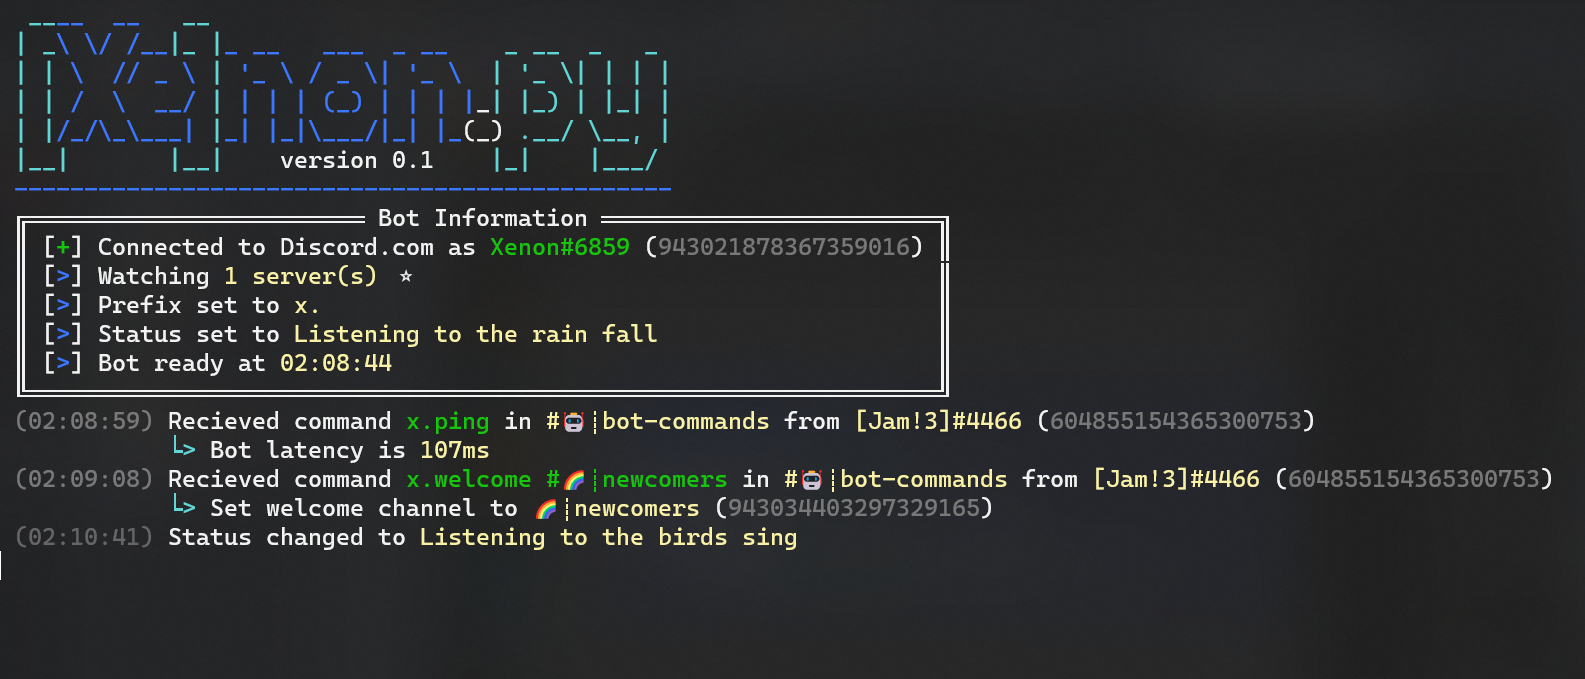 Xenon.py
version 0.1
Bot Information
[+] Connected to Discord.com as Xenon#6859 (943021878367359016)
[>] Watching 1 server(s) ☆
[>] Prefix set to x.
[>] Status set to Listening to the rain fall
[>] Bot ready at 02:08:44
(02:08:59) Recieved command x.ping in #🤖┊bot-commands from [Jam!3]#4466 (604855154365300753)
└> Bot latency is 107ms
(02:09:08) Recieved command x.welcome #🌈┊newcomers in #🤖┊bot-commands from [Jam!3]#4466 (604855154365300753)
└> Set welcome channel to 🌈┊newcomers (943034403297329165)
(02:10:41) Status changed to Listening to the birds sing